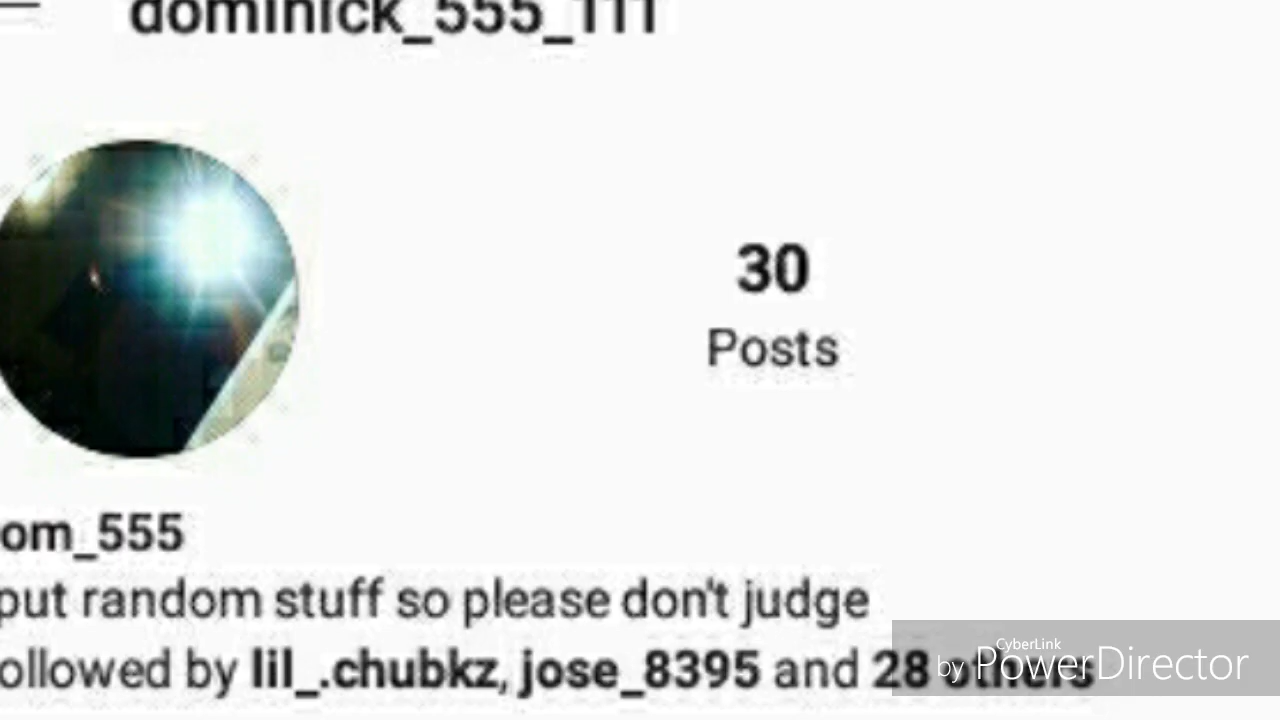 dominick_555_111
30
Posts
om_555
put random stuff so please don't judge
ollowed by lil_.chubkz, jose_8395 and 28 others
CyberLink
by PowerDirector